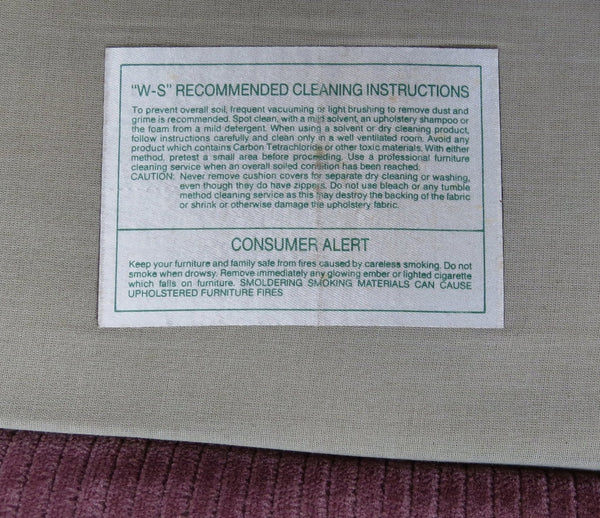 "W-S" RECOMMENDED CLEANING INSTRUCTIONS
To prevent overall soil, frequent vacuuming or light brushing to remove dust and
grime is recommended. Spot clean, with a mild solvent, an upholstery shampoo or
the foam from a mild detergent. When using a solvent or dry cleaning product,
follow instructions carefully and clean only in a well ventilated room. Avoid any
product which contains Carbon Tetrachloride or other toxic materials. With either
method, pretest a small area before proceeding. Use a professional furniture
cleaning service when an overall soiled condition has been reached.
CAUTION: Never remove cushion covers for separate dry cleaning or washing,
even though they do have zippers. Do not use bleach or any tumble
method cleaning service as this may destroy the backing of the fabric
or shrink or otherwise damage the upholstery fabric.
CONSUMER ALERT
Keep your furniture and family safe from fires caused by careless smoking. Do not
smoke when drowsy. Remove immediately any glowing ember or lighted cigarette
which falls on furniture. SMOLDERING SMOKING MATERIALS CAN CAUSE
UPHOLSTERED FURNITURE FIRES